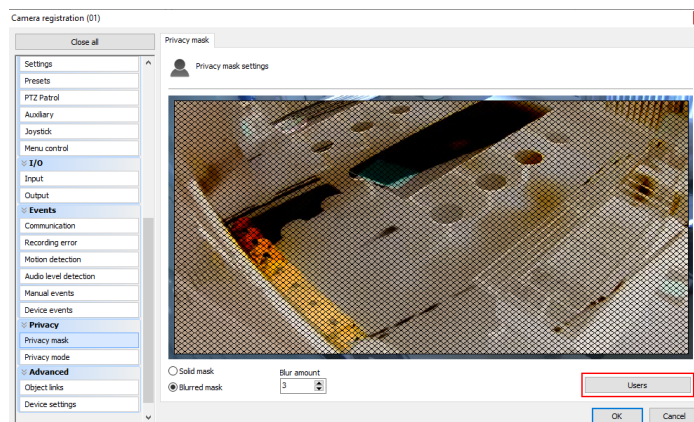 Camera registration (01)
Close all
Settings
Presets
PTZ Patrol
Auxiliary
Joystick
Menu control
I/O
Input
Output
Events
Communication
Recording error
Motion detection
Audio level detection
Manual events
Device events
Privacy
Privacy mask
Privacy mode
Advanced
Object links
Device settings
Privacy mask
Privacy mask settings
Solid mask
Blurred mask
Blur amount
3
Users
OK
Cancel